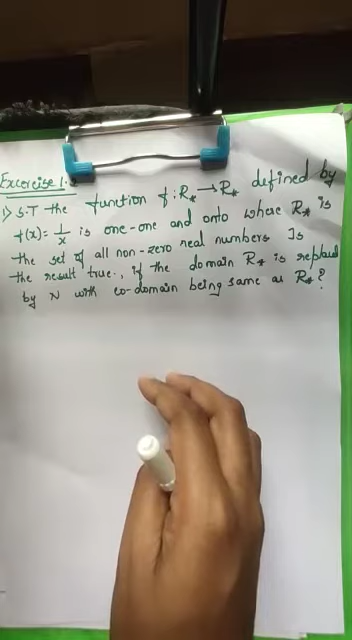 Excercise 1.2
1) S.T the function f: R* → R* defined by
f(x) = 1/x is one-one and onto where R* is
the set of all non-zero real numbers Is
the result true., if the domain R* is replaced
by N with co-domain being same as R*?